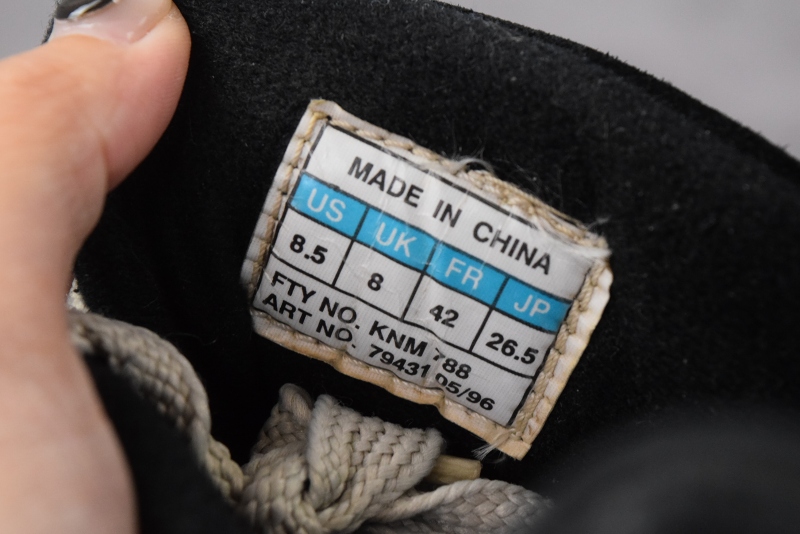 MADE IN CHINA
US UK FR JP
8.5 8 42 26.5
FTY NO. KNM 788
ART NO. 79431 05/96